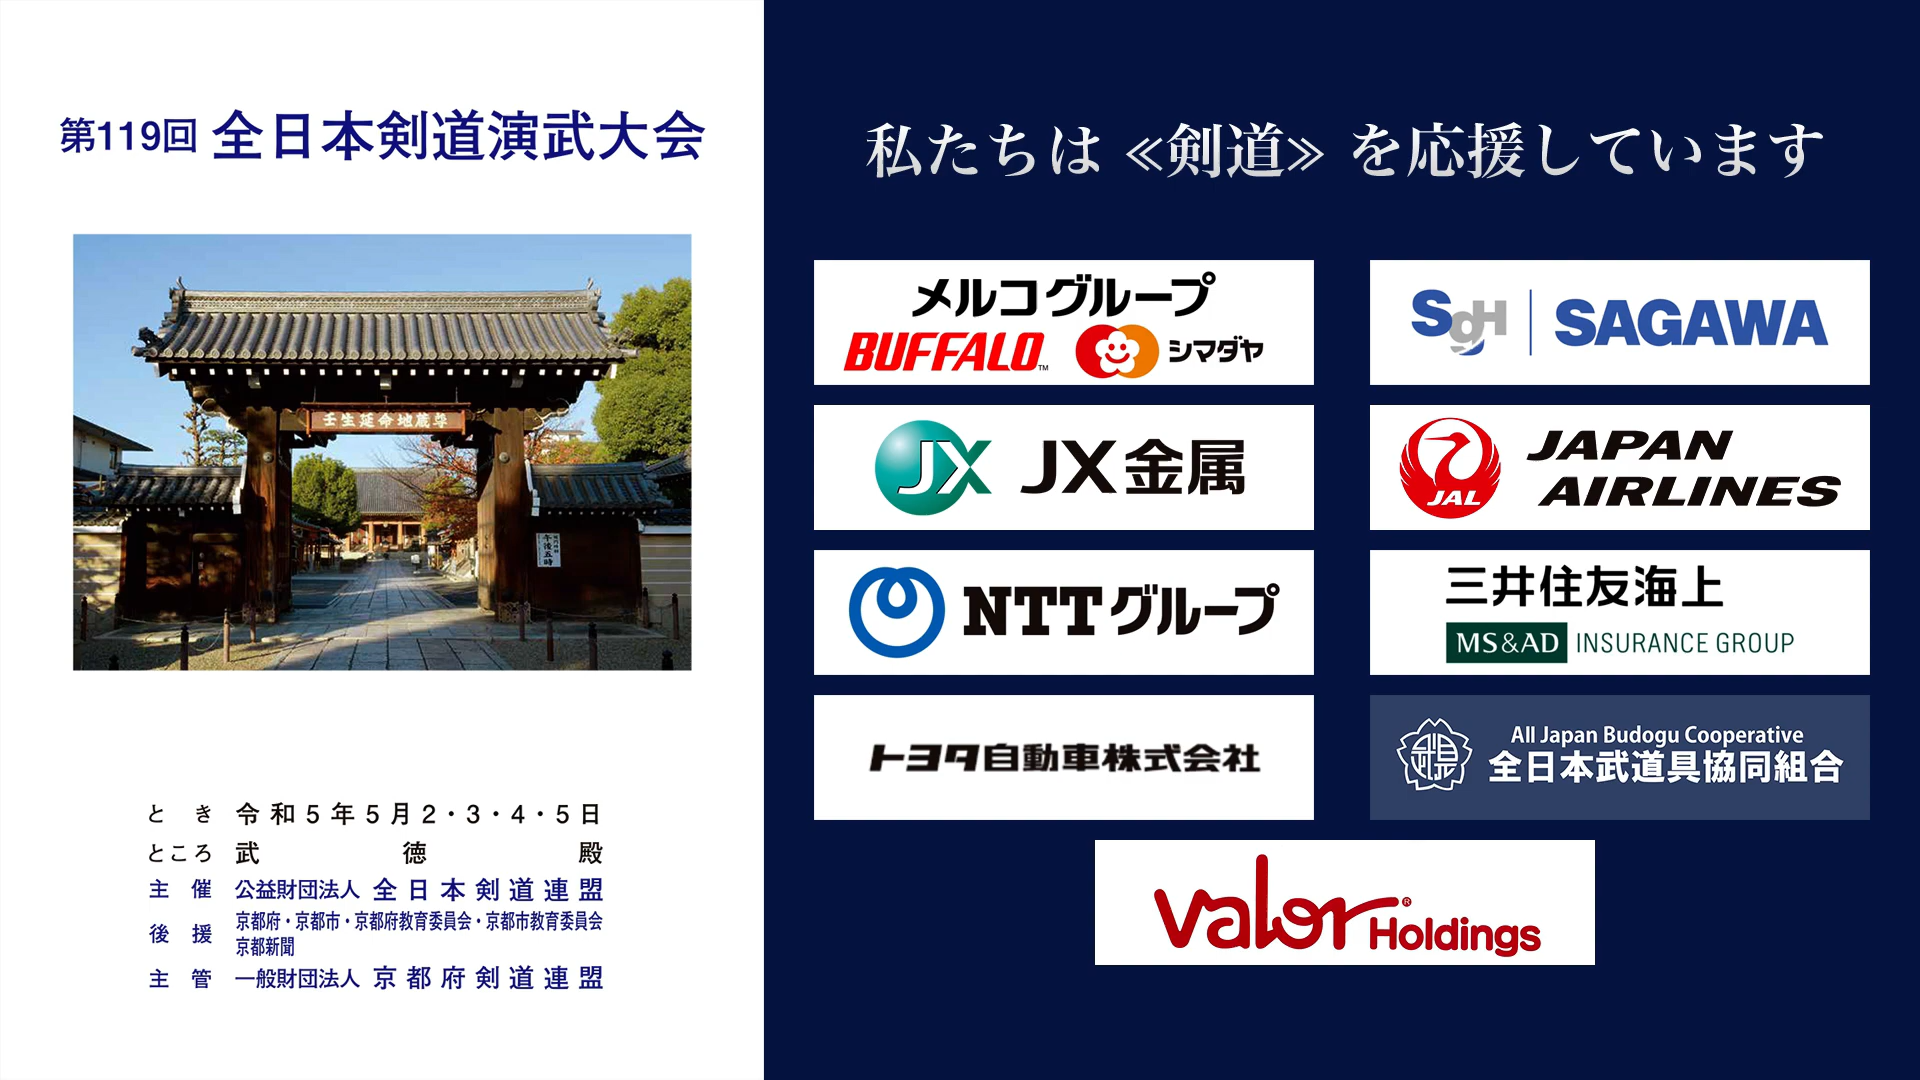 第119回 全日本剣道演武大会
壬生延命地蔵尊
午後五時
とき 令和5年5月2・3・4・5日
ところ 武徳殿
主催 公益財団法人 全日本剣道連盟
後援 京都府・京都市・京都府教育委員会・京都市教育委員会
京都新聞
主管 一般財団法人 京都府剣道連盟
私たちは ≪剣道≫ を応援しています
メルコグループ
BUFFALO™ シマダヤ
SGH SAGAWA
JX JX金属
JAL JAPAN
AIRLINES
NTTグループ
三井住友海上
MS&AD INSURANCE GROUP
トヨタ自動車株式会社
All Japan Budogu Cooperative
全日本武道具協同組合
valor Holdings®